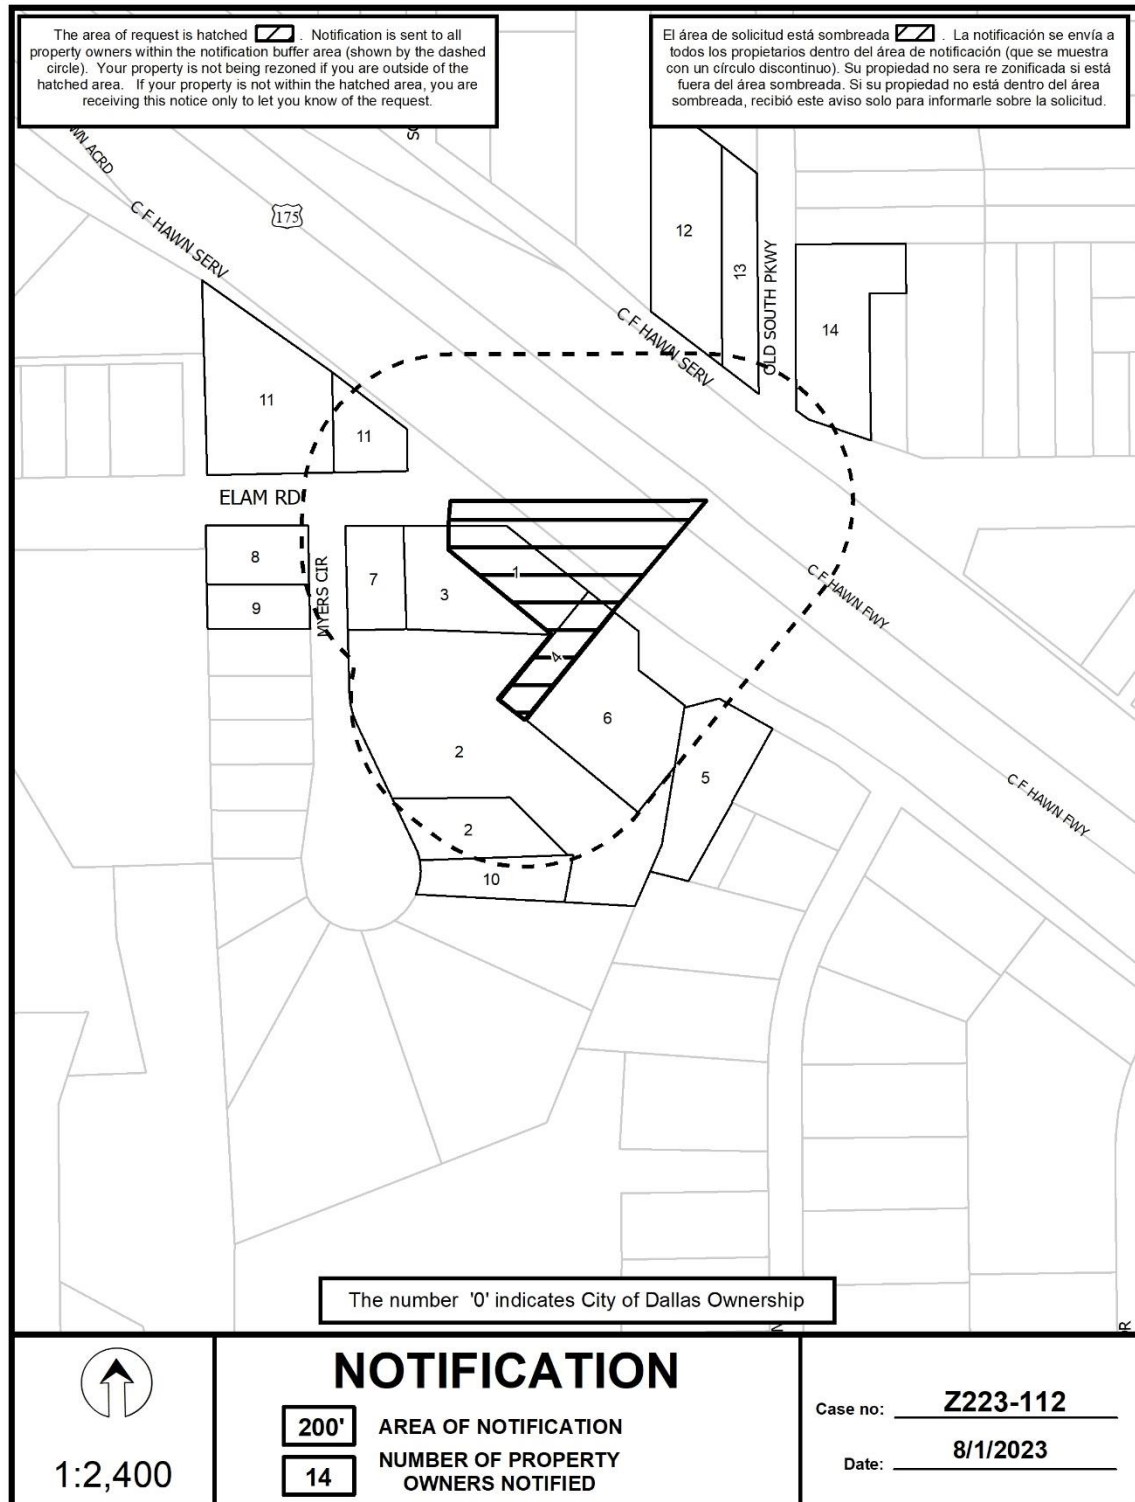 The area of request is hatched . Notification is sent to all
property owners within the notification buffer area (shown by the dashed
circle). Your property is not being rezoned if you are outside of the
hatched area. If your property is not within the hatched area, you are
receiving this notice only to let you know of the request.
El área de solicitud está sombreada . La notificación se envía a
todos los propietarios dentro del área de notificación (que se muestra
con un círculo discontinuo). Su propiedad no sera re zonificada si está
fuera del área sombreada. Si su propiedad no está dentro del área
sombreada, recibió este aviso solo para informarle sobre la solicitud.
C.F. HAWN SERV
175
12
13
OLD SOUTH PKWY
14
C.F. HAWN SERV
11
11
ELAM RD
8
9
MYERS CIR
7
3
1
4
C.F. HAWN FWY
6
2
5
C.F. HAWN FWY
2
10
The number '0' indicates City of Dallas Ownership
1:2,400
NOTIFICATION
200' AREA OF NOTIFICATION
14 NUMBER OF PROPERTY
OWNERS NOTIFIED
Case no: Z223-112
Date: 8/1/2023